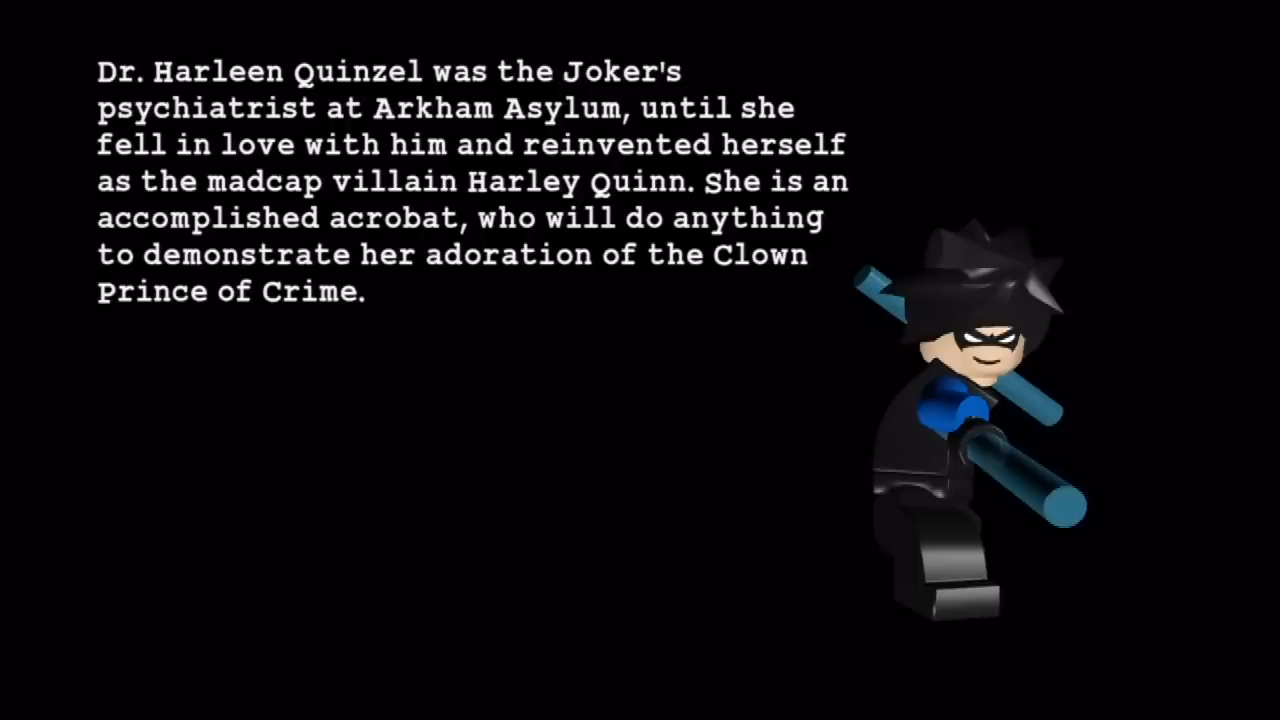 Dr. Harleen Quinzel was the Joker's
psychiatrist at Arkham Asylum, until she
fell in love with him and reinvented herself
as the madcap villain Harley Quinn. She is an
accomplished acrobat, who will do anything
to demonstrate her adoration of the Clown
Prince of Crime.